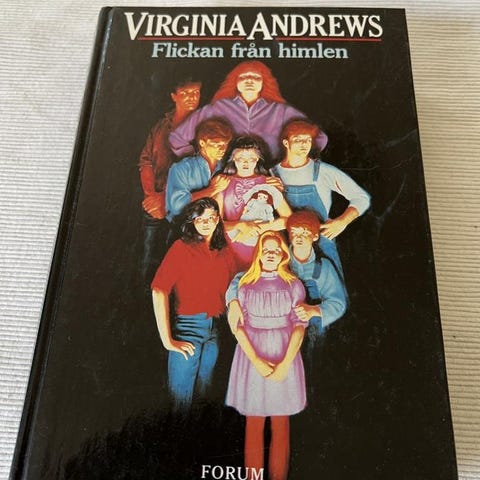 VIRGINIA ANDREWS
Flickan från himlen
FORUM